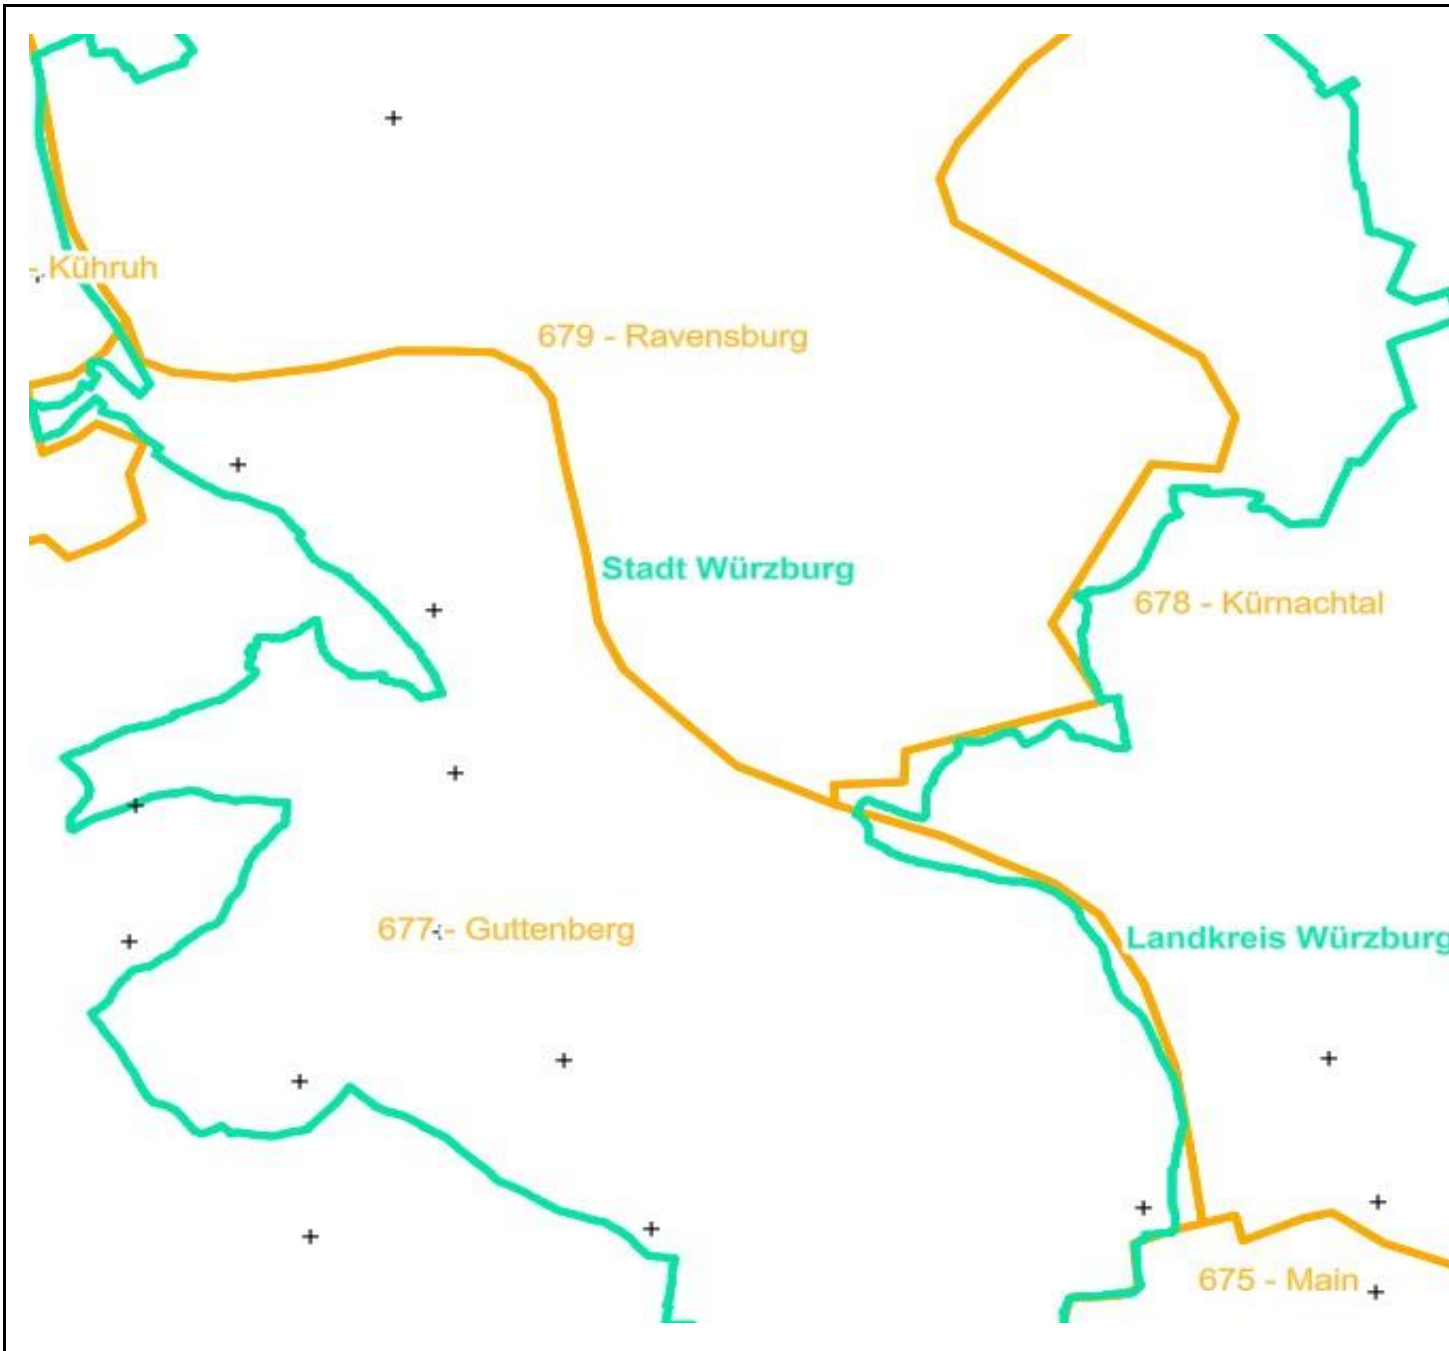 - Kühruh
679 - Ravensburg
Stadt Würzburg
678 - Kürnachtal
677 - Guttenberg
Landkreis Würzburg
675 - Main